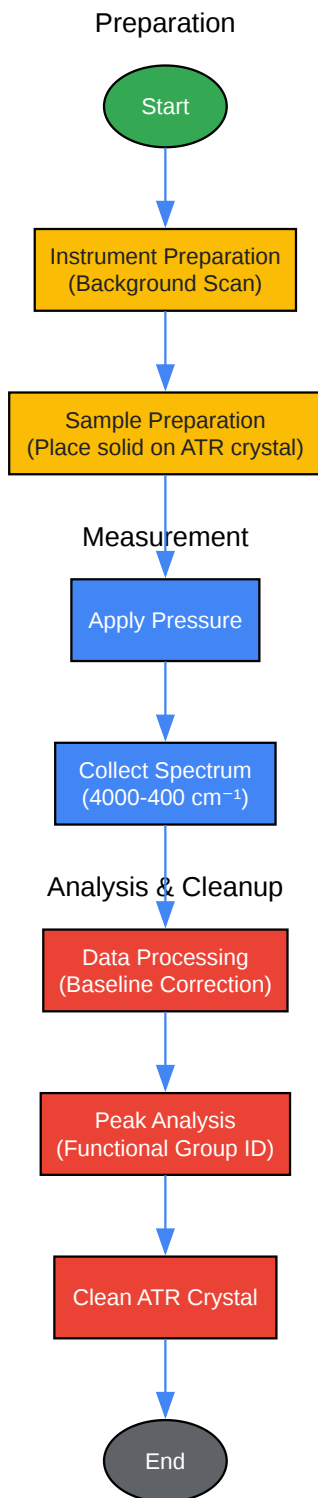 Preparation
Start
Instrument Preparation
(Background Scan)
Sample Preparation
(Place solid on ATR crystal)
Measurement
Apply Pressure
Collect Spectrum
(4000-400 cm⁻¹)
Analysis & Cleanup
Data Processing
(Baseline Correction)
Peak Analysis
(Functional Group ID)
Clean ATR Crystal
End